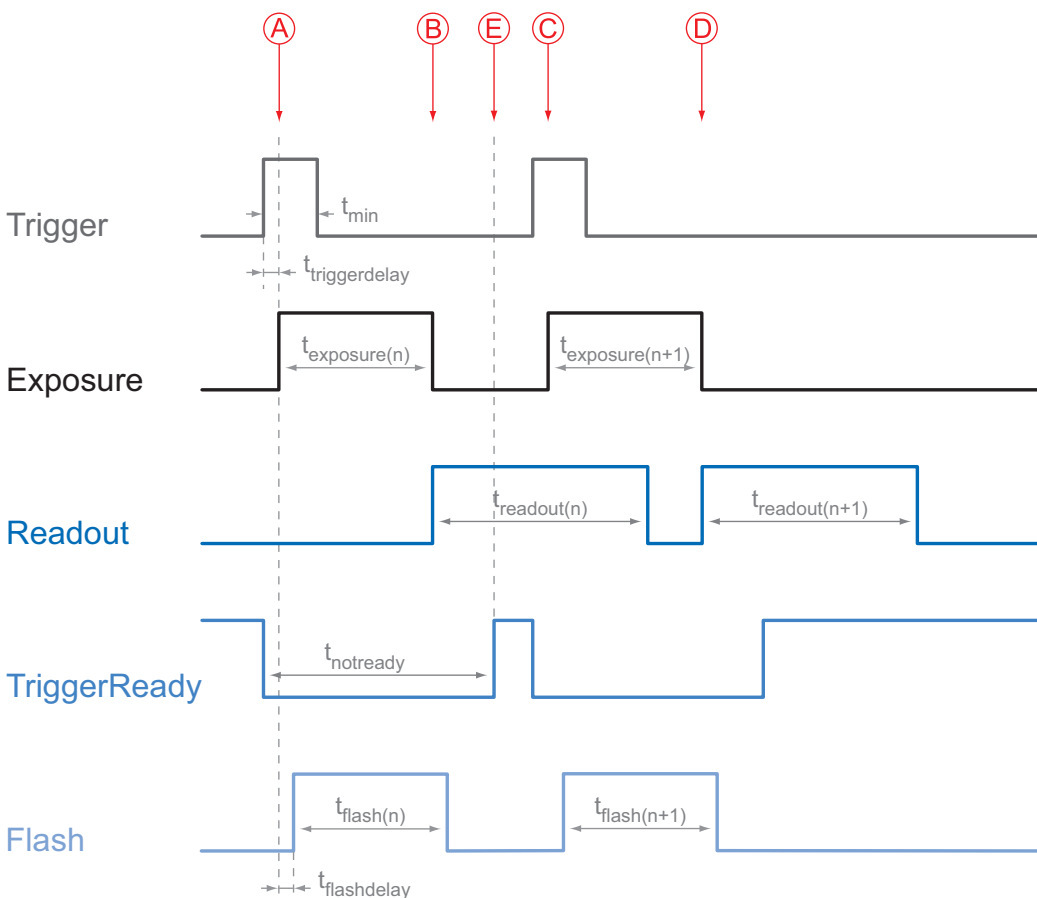 A B E C D
Trigger
tmin
ttriggerdelay
Exposure
texposure(n) texposure(n+1)
Readout
treadout(n) treadout(n+1)
TriggerReady
tnotready
Flash
tflash(n) tflash(n+1)
tflashdelay